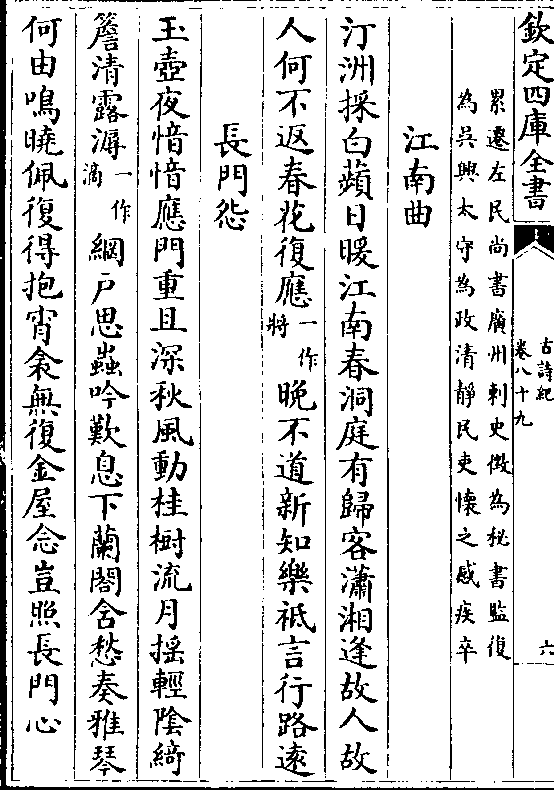 欽定四庫全書
古詩紀
卷八十九
六
累遷左民尚書廣州刺史徴為秘書監復
為吳興太守為政清靜民吏懷之感疾卒
江南曲
汀洲採白蘋日暖江南春洞庭有歸客瀟湘逢故人故
人何不返春花復應一作將晚不道新知樂祗言行路逺
長門怨
玉壺夜愔愔應門重且深秋風動桂樹流月揺輕陰綺
簷清露潺一作滴網戸思蟲吟歎息下蘭閣含愁奏雅琴
何由鳴曉佩復得抱宵衾無復金屋念豈照長門心